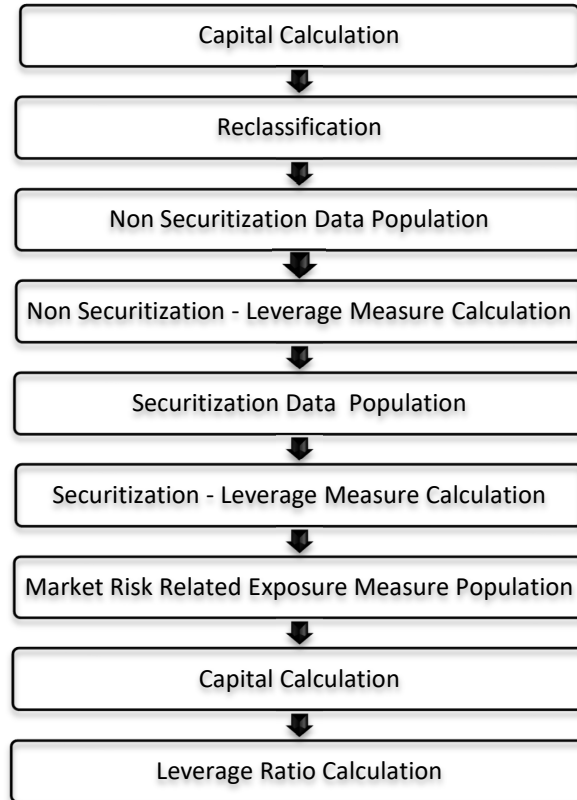 Capital Calculation
Reclassification
Non Securitization Data Population
Non Securitization - Leverage Measure Calculation
Securitization Data Population
Securitization - Leverage Measure Calculation
Market Risk Related Exposure Measure Population
Capital Calculation
Leverage Ratio Calculation